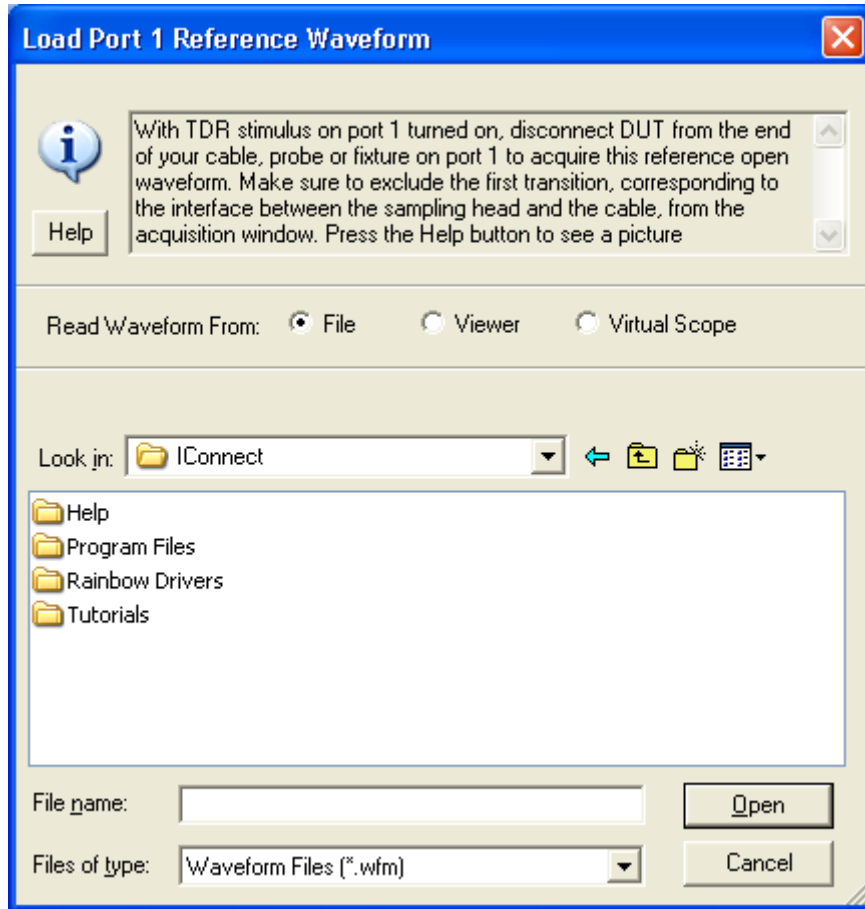 Load Port 1 Reference Waveform
With TDR stimulus on port 1 turned on, disconnect DUT from the end
of your cable, probe or fixture on port 1 to acquire this reference open
waveform. Make sure to exclude the first transition, corresponding to
the interface between the sampling head and the cable, from the
acquisition window. Press the Help button to see a picture
Help
Read Waveform From: File Viewer Virtual Scope
Look in: IConnect
Help
Program Files
Rainbow Drivers
Tutorials
File name: Open
Files of type: Waveform Files (*.wfm) Cancel